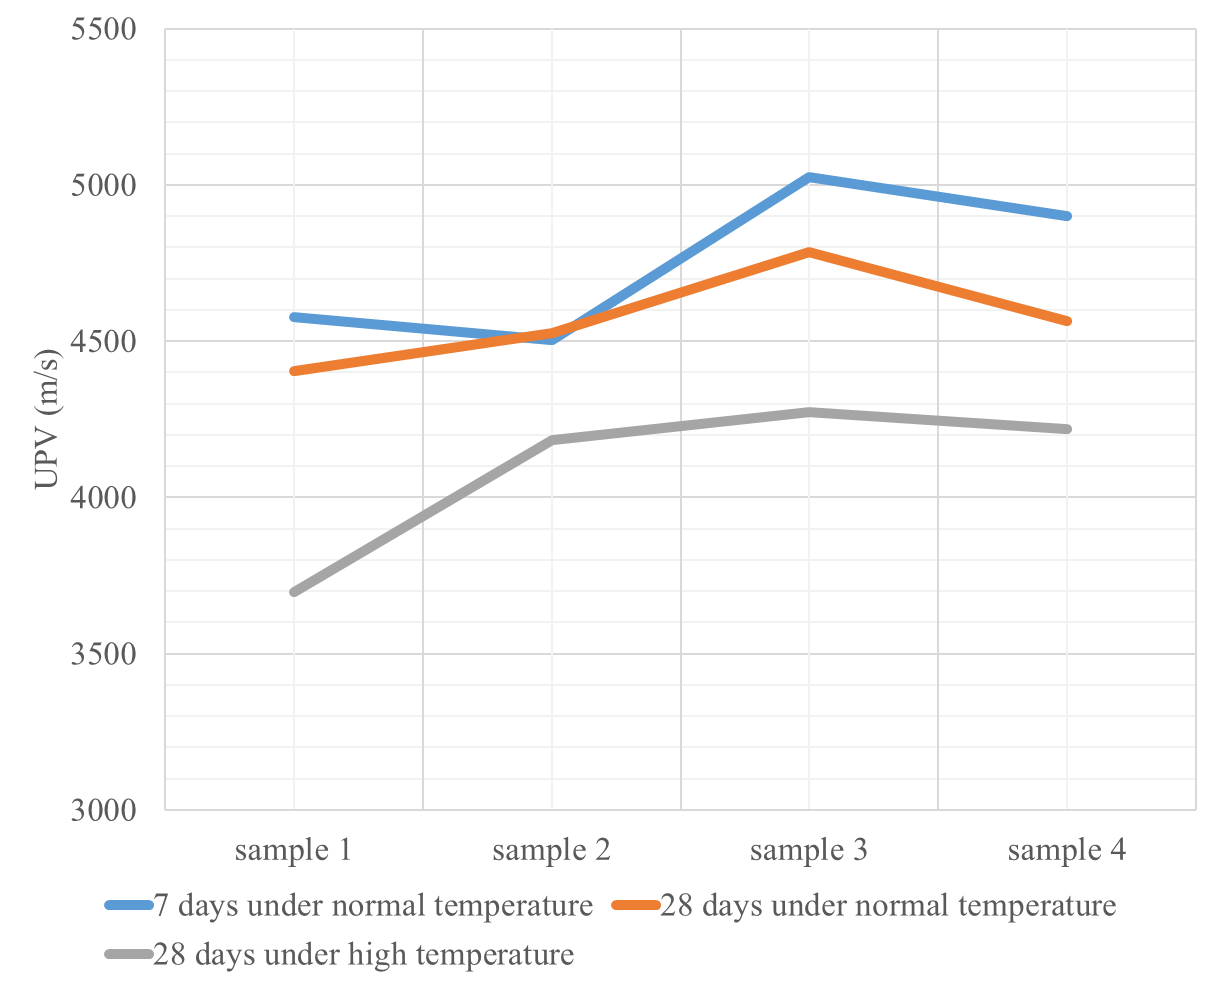 5500
5000
4500
4000
3500
3000
UPV (m/s)
sample 1 sample 2 sample 3 sample 4
7 days under normal temperature 28 days under normal temperature
28 days under high temperature